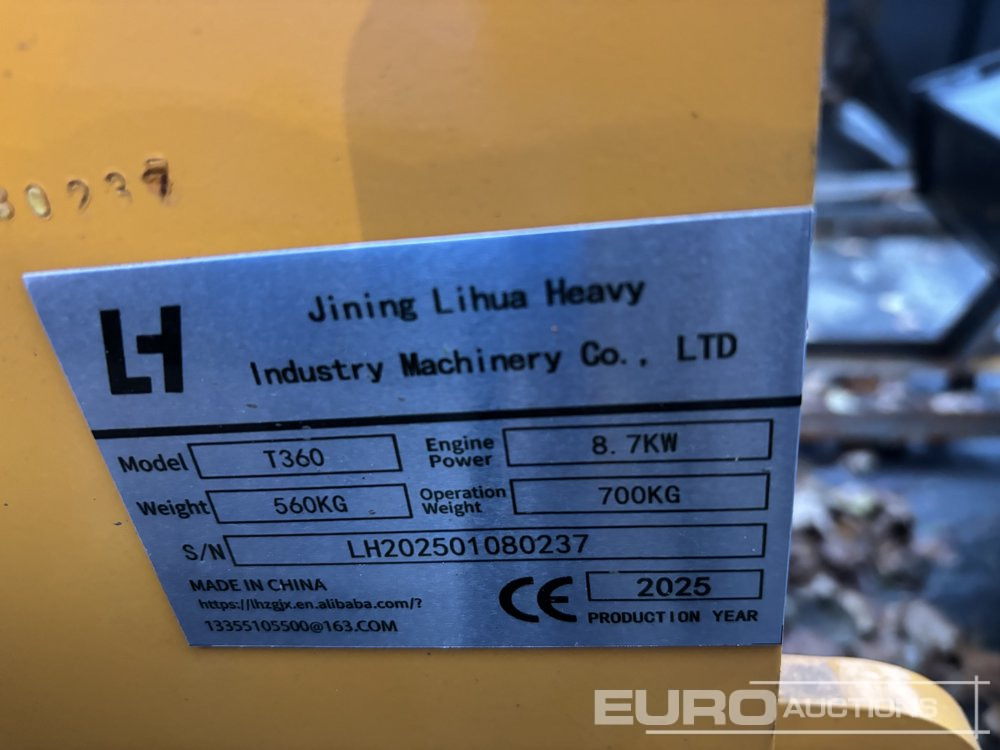 80237
LH
Jining Lihua Heavy
Industry Machinery Co., LTD
Model T360 Engine Power 8.7KW
Weight 560KG Operation Weight 700KG
S/N LH202501080237
MADE IN CHINA
https://lhzgjx.en.alibaba.com/?
13355105500@163.COM
CE 2025
PRODUCTION YEAR
EURO AUCTIONS